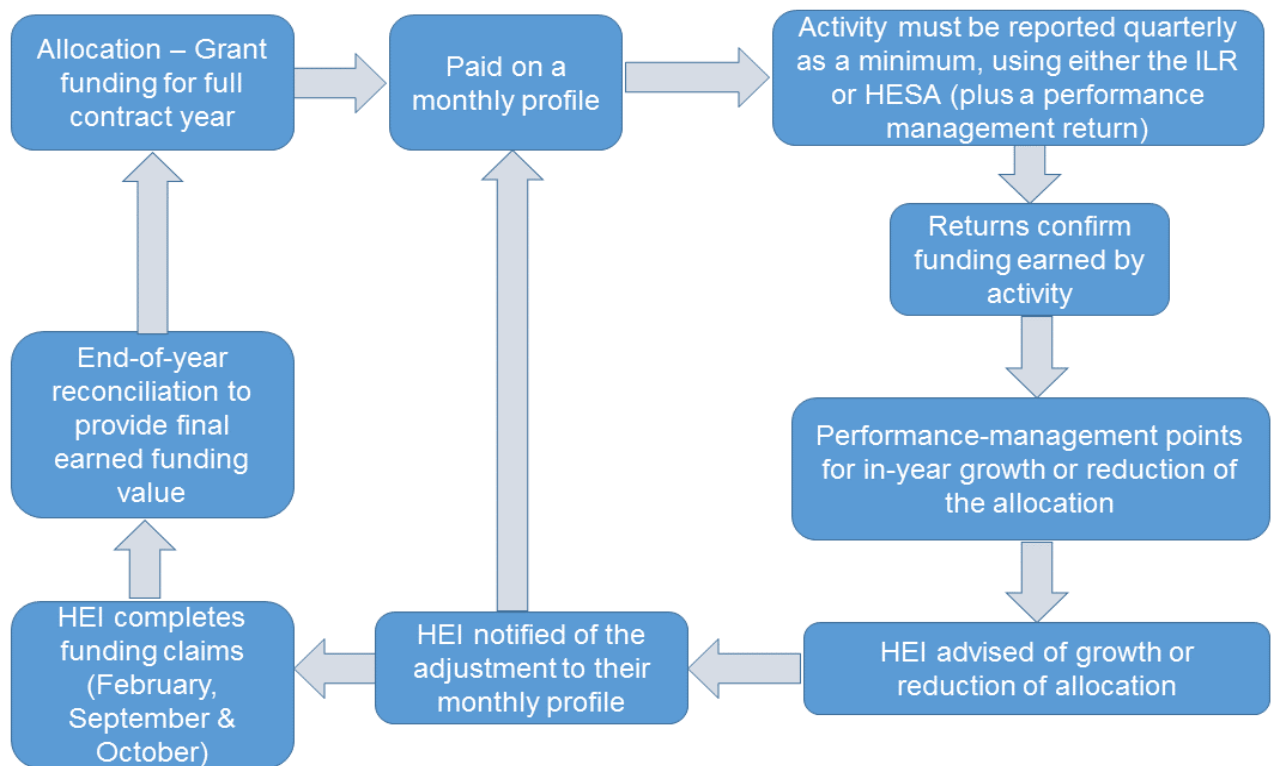 Allocation – Grant
funding for full
contract year
Paid on a
monthly profile
Activity must be reported quarterly
as a minimum, using either the ILR
or HESA (plus a performance
management return)
Returns confirm
funding earned by
activity
Performance-management points
for in-year growth or reduction of
the allocation
HEI advised of growth or
reduction of allocation
HEI notified of the
adjustment to their
monthly profile
HEI completes
funding claims
(February,
September &
October)
End-of-year
reconciliation to
provide final
earned funding
value